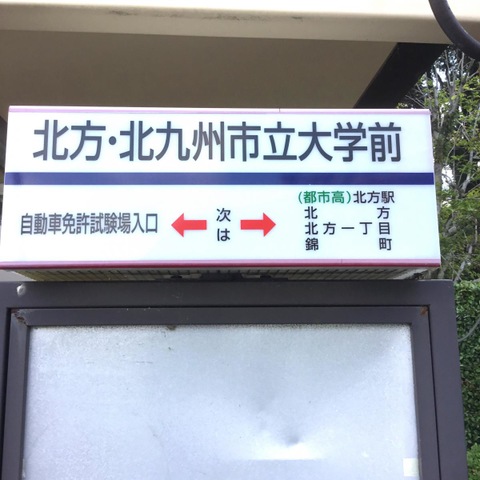 北方・北九州市立大学前
自動車免許試験場入口
次は
(都市高)北方駅
北方
北方一丁目
錦町